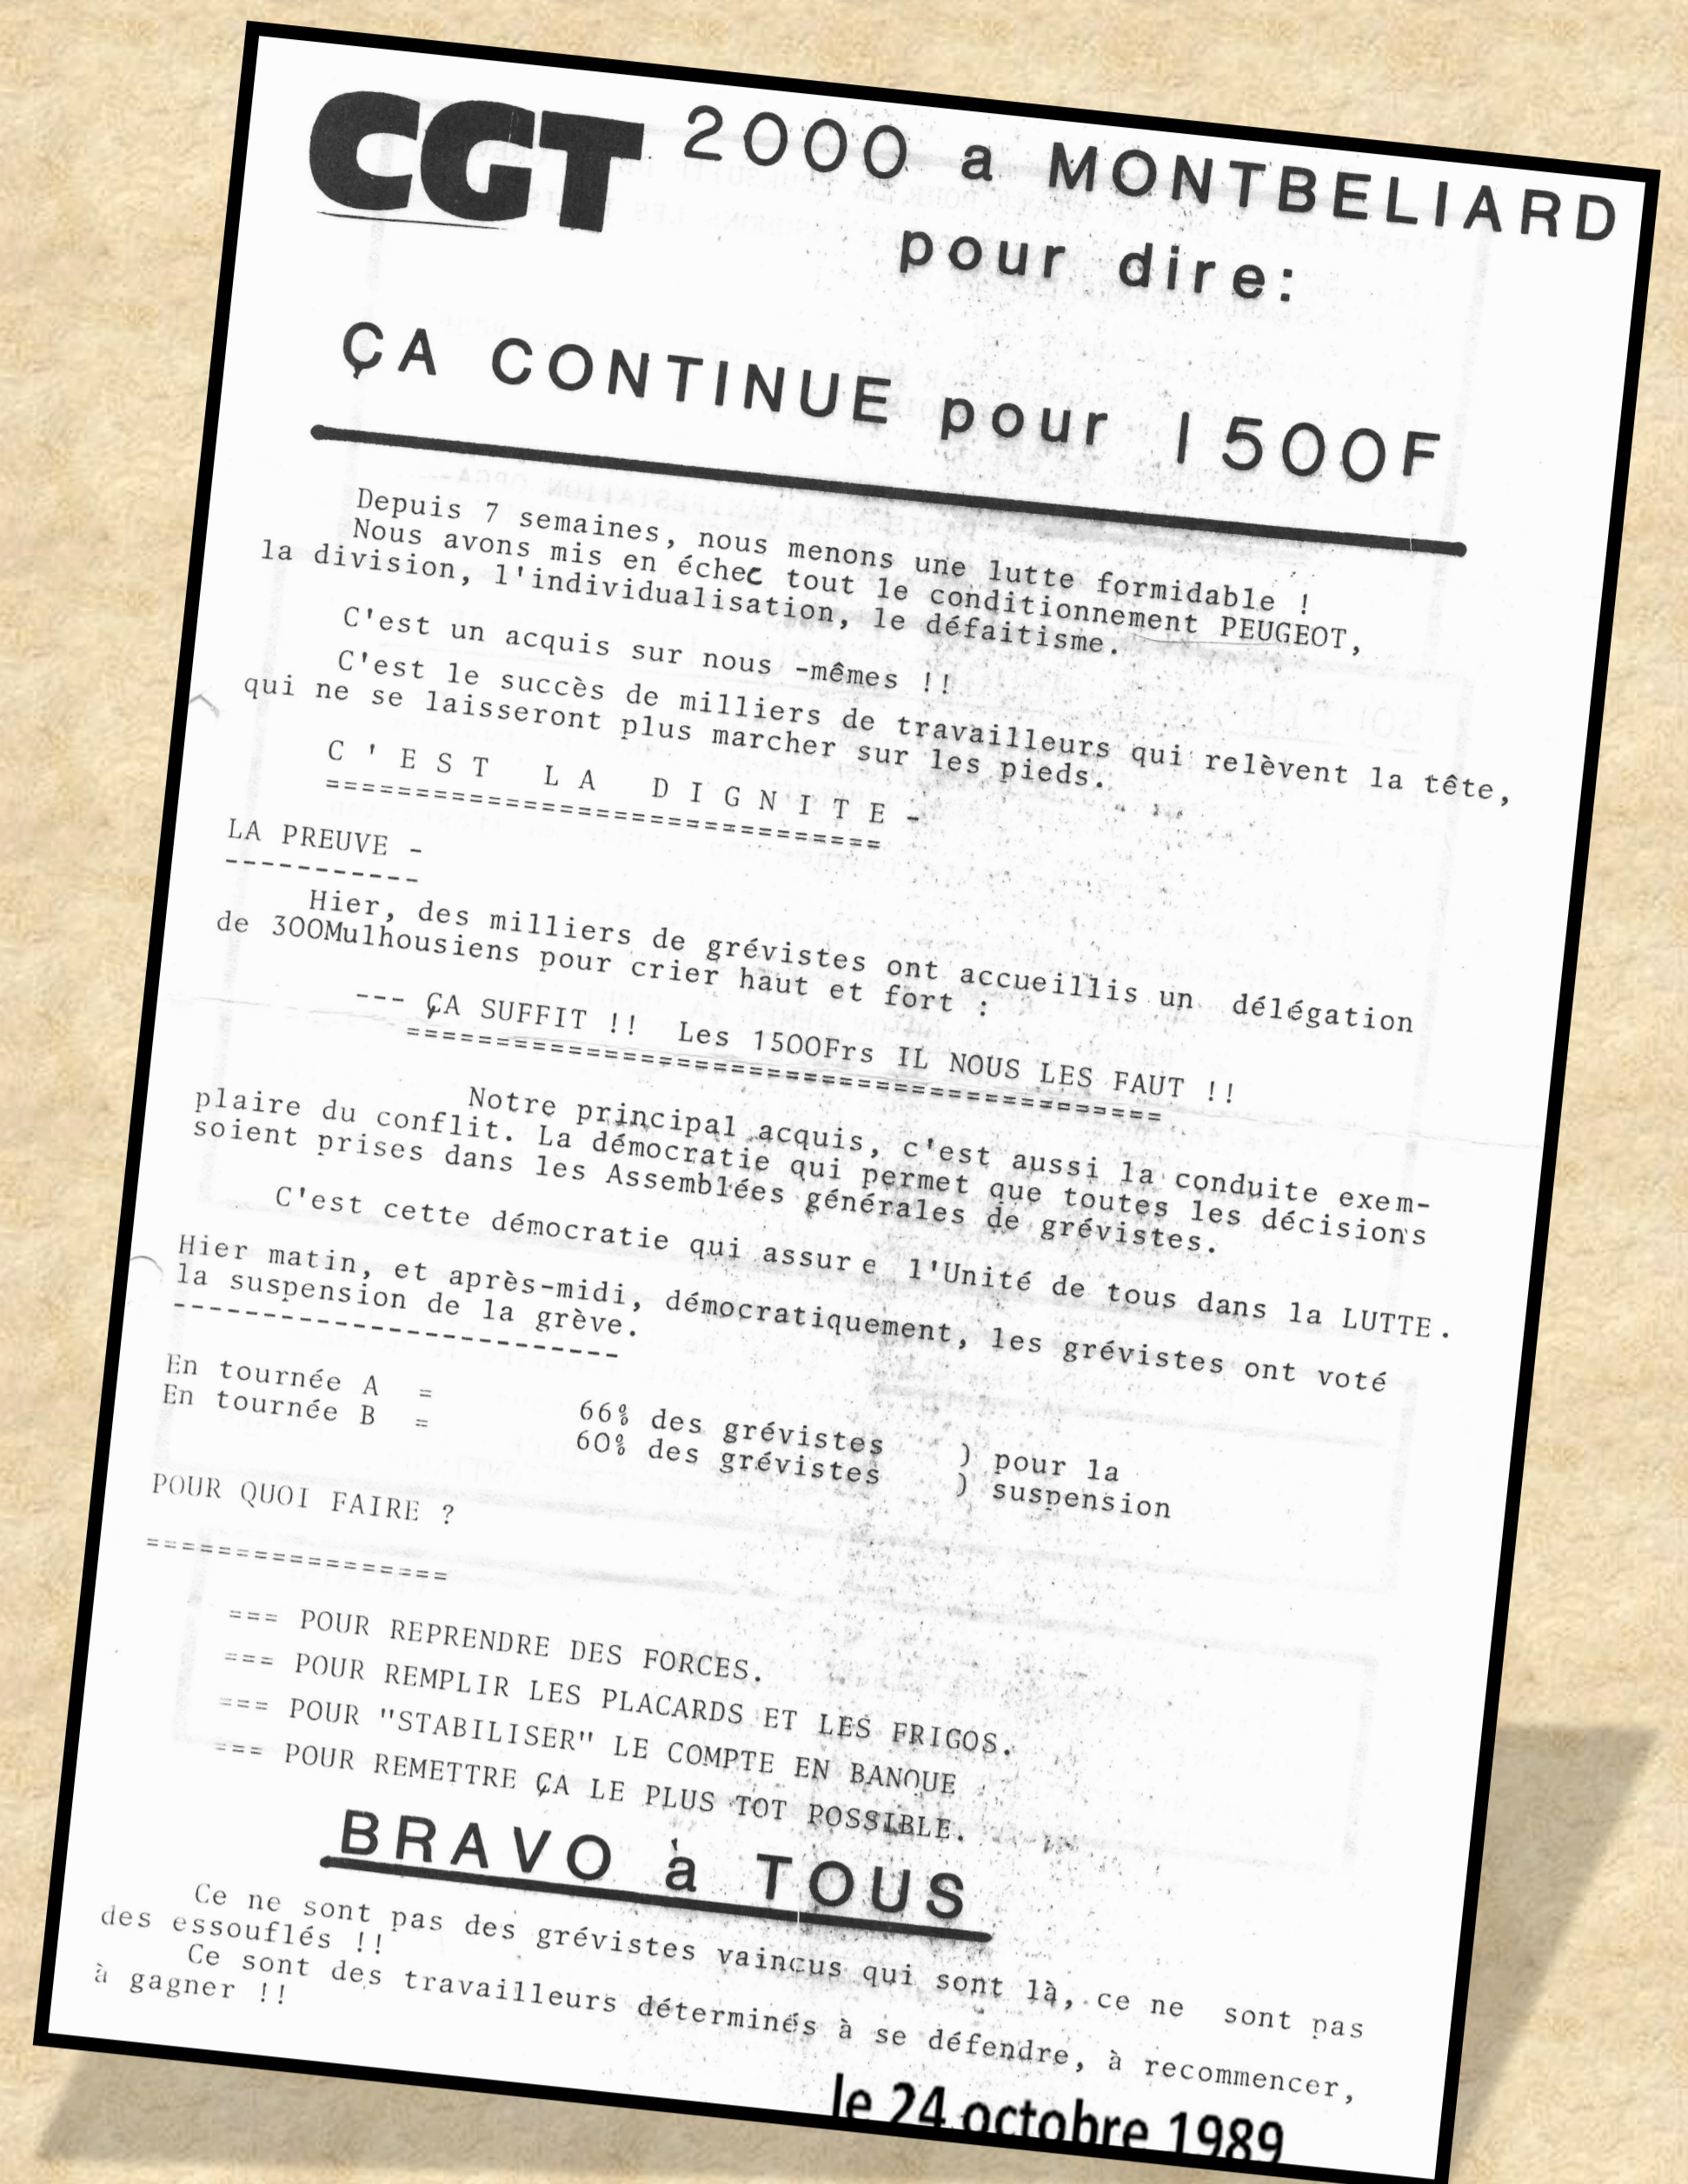 CGT 2000 a MONTBELIARD
pour dire:
ÇA CONTINUE pour 1500F
Depuis 7 semaines, nous menons une lutte formidable !
Nous avons mis en échec tout le conditionnement PEUGEOT,
la division, l'individualisation, le défaitisme.
C'est un acquis sur nous -mêmes !!
C'est le succès de milliers de travailleurs qui relèvent la tête,
qui ne se laisseront plus marcher sur les pieds.
C ' E S T L A D I G N I T E -
==============================
LA PREUVE -
-----------
Hier, des milliers de grévistes ont accueillis un délégation
de 300Mulhousiens pour crier haut et fort :
--- ÇA SUFFIT !! Les 1500Frs IL NOUS LES FAUT !!
==========================================
Notre principal acquis, c'est aussi la conduite exem-
plaire du conflit. La démocratie qui permet que toutes les décisions
soient prises dans les Assemblées générales de grévistes.
C'est cette démocratie qui assure l'Unité de tous dans la LUTTE.
Hier matin, et après-midi, démocratiquement, les grévistes ont voté
la suspension de la grève.
-------------------------
En tournée A = 66% des grévistes ) pour la
En tournée B = 60% des grévistes ) suspension
POUR QUOI FAIRE ?
=================
=== POUR REPRENDRE DES FORCES.
=== POUR REMPLIR LES PLACARDS ET LES FRIGOS.
=== POUR "STABILISER" LE COMPTE EN BANQUE
=== POUR REMETTRE ÇA LE PLUS TOT POSSIBLE.
BRAVO à TOUS
Ce ne sont pas des grévistes vaincus qui sont là, ce ne sont pas
des essouflés !!
Ce sont des travailleurs déterminés à se défendre, à recommencer,
à gagner !!
le 24 octobre 1989